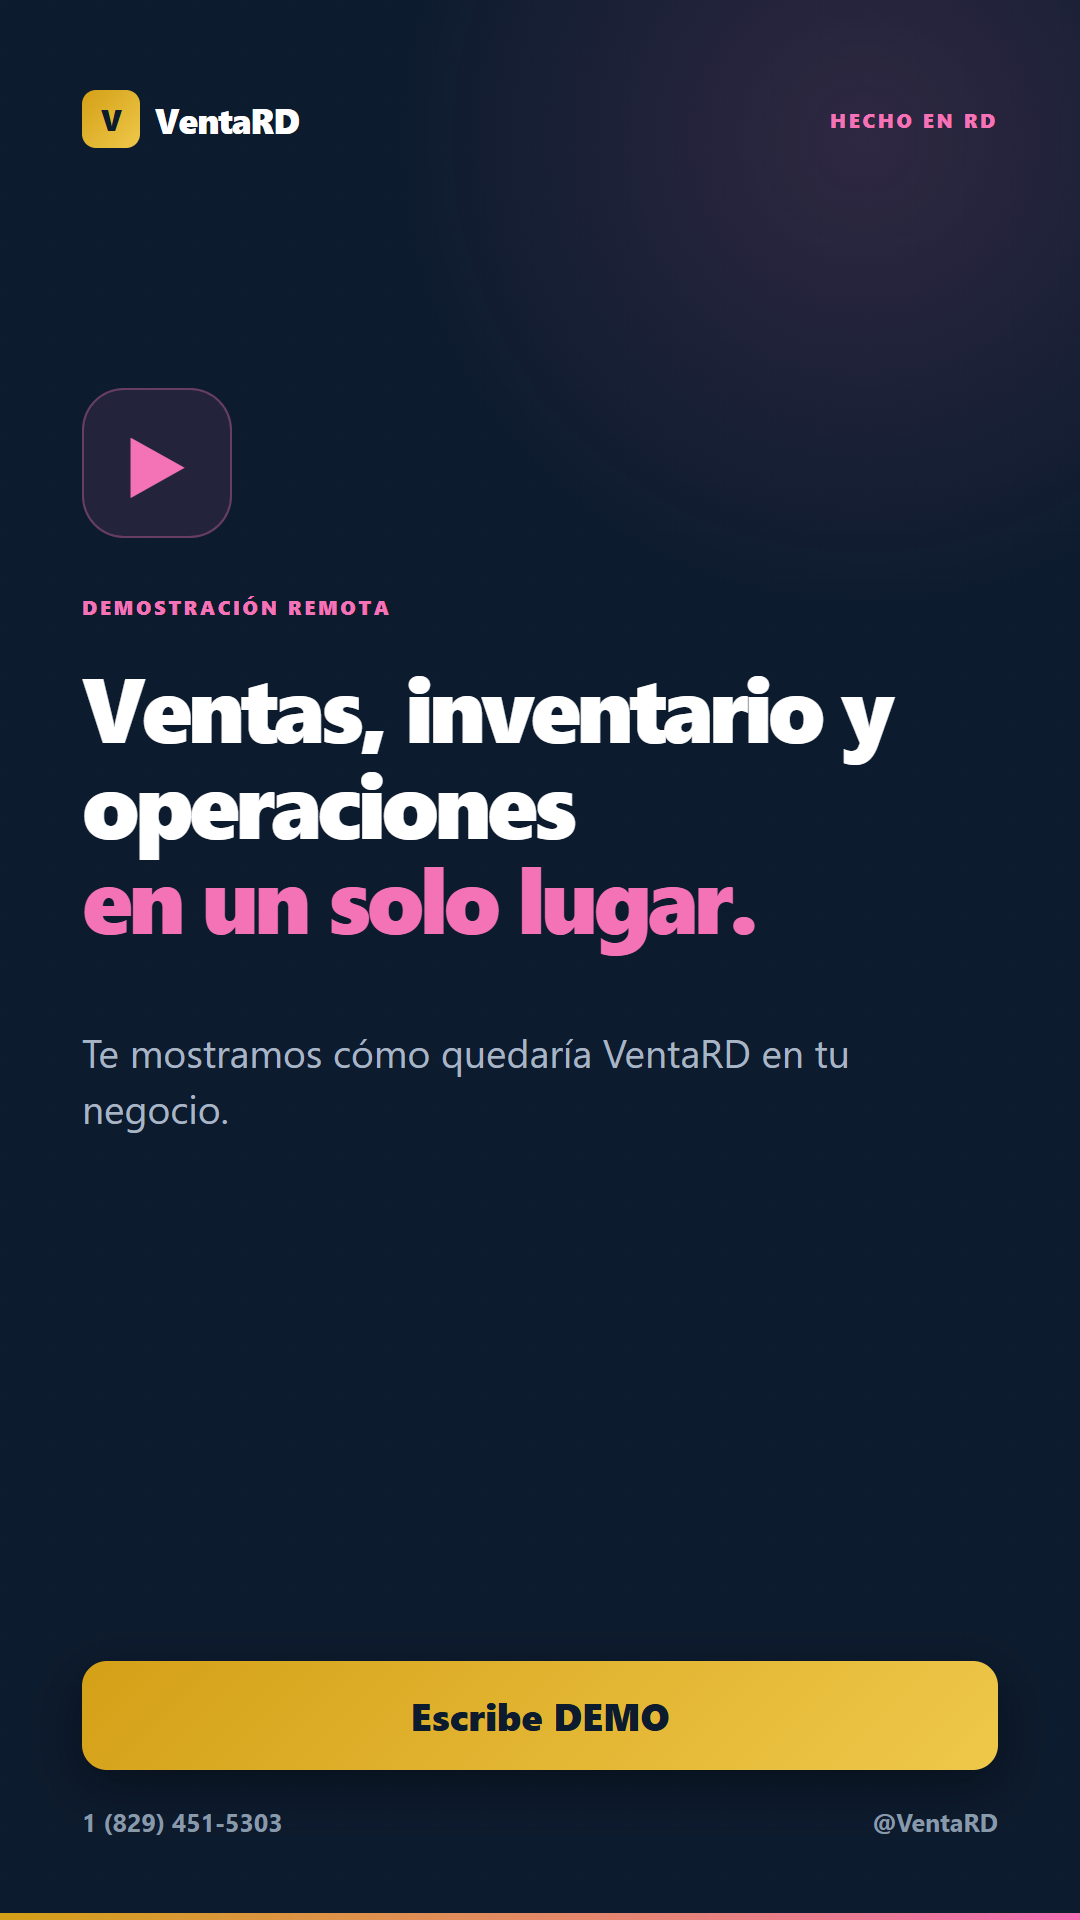 V VentaRD
HECHO EN RD
DEMOSTRACIÓN REMOTA
Ventas, inventario y
operaciones
en un solo lugar.
Te mostramos cómo quedaría VentaRD en tu
negocio.
Escribe DEMO
1 (829) 451-5303
@VentaRD